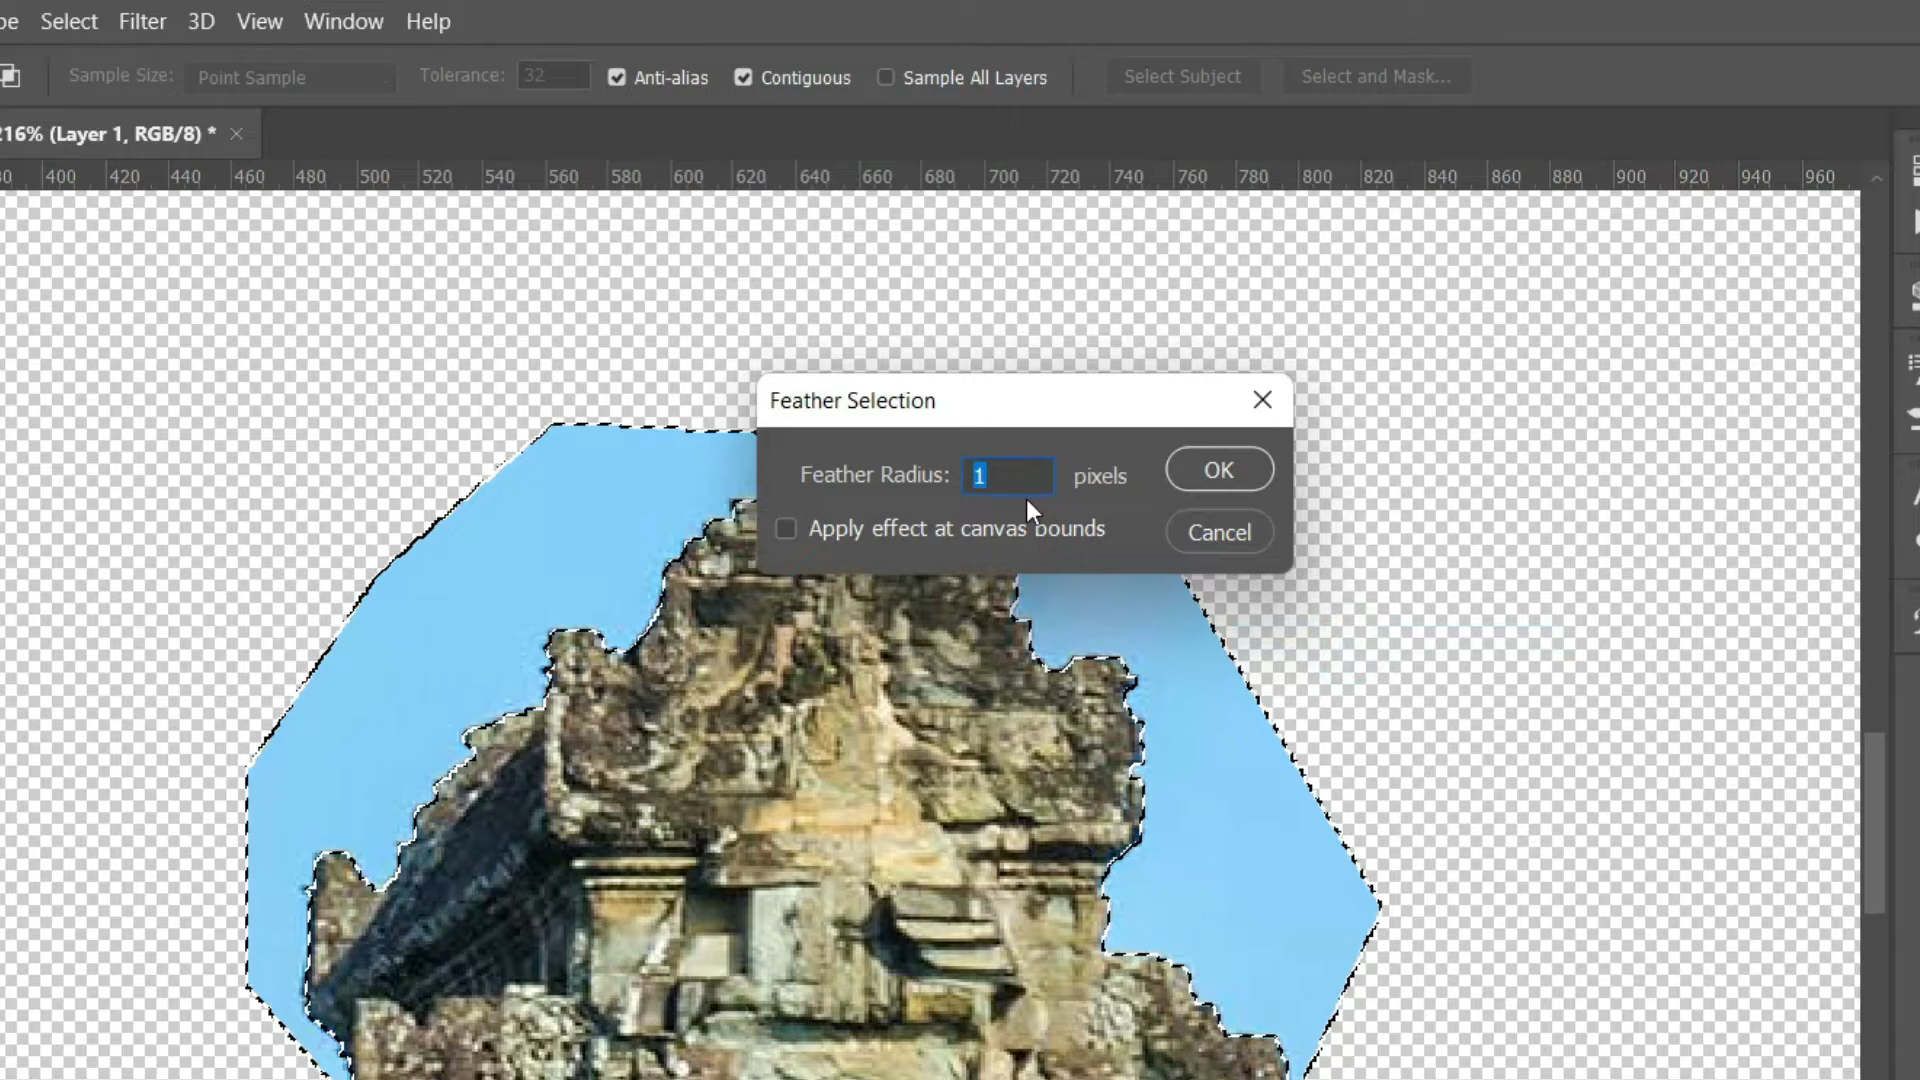 pe Select Filter 3D View Window Help
Sample Size: Point Sample Tolerance: 32 Anti-alias Contiguous Sample All Layers Select Subject Select and Mask...
216% (Layer 1, RGB/8) *
400 420 440 460 480 500 520 540 560 580 600 620 640 660 680 700 720 740 760 780 800 820 840 860 880 900 920 940 960
Feather Selection
Feather Radius: 1 pixels OK
Apply effect at canvas bounds Cancel